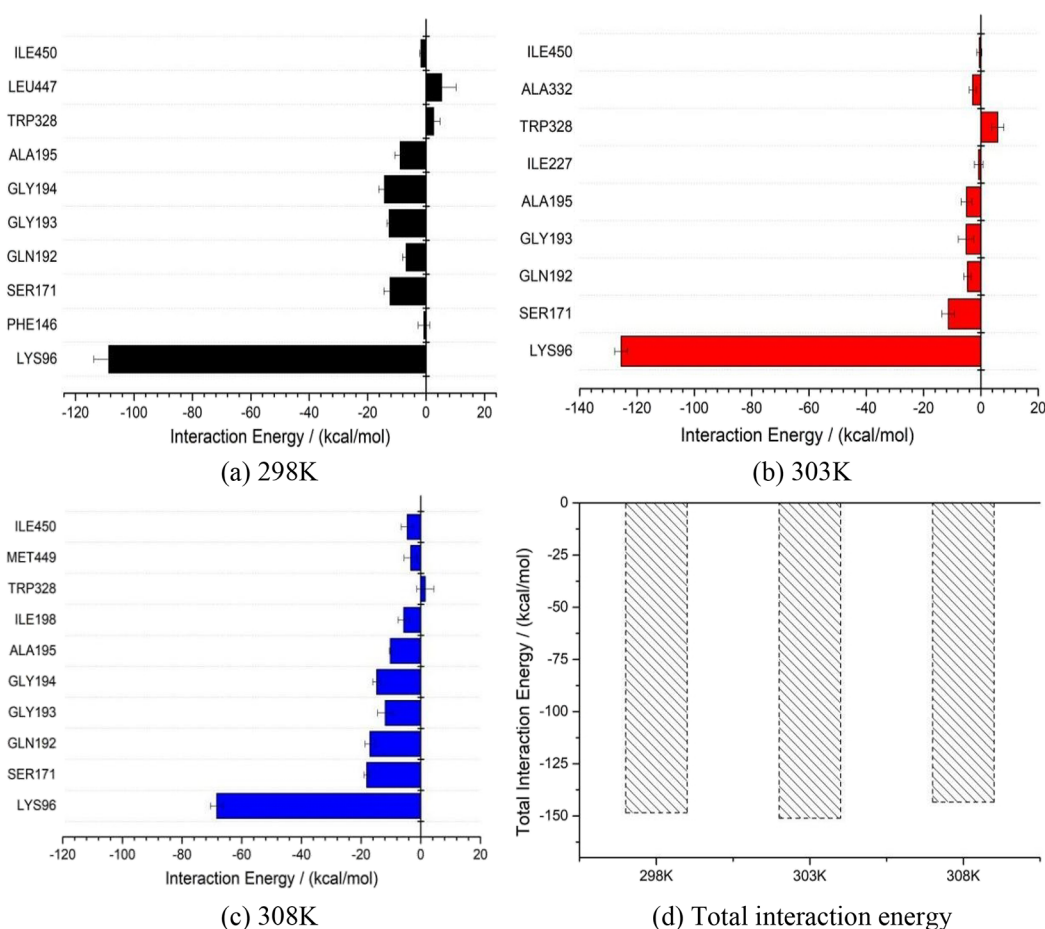 ILE450
LEU447
TRP328
ALA195
GLY194
GLY193
GLN192
SER171
PHE146
LYS96
-120 -100 -80 -60 -40 -20 0 20
Interaction Energy / (kcal/mol)
(a) 298K
ILE450
ALA332
TRP328
ILE227
ALA195
GLY193
GLN192
SER171
LYS96
-140 -120 -100 -80 -60 -40 -20 0 20
Interaction Energy / (kcal/mol)
(b) 303K
ILE450
MET449
TRP328
ILE198
ALA195
GLY194
GLY193
GLN192
SER171
LYS96
-120 -100 -80 -60 -40 -20 0 20
Interaction Energy / (kcal/mol)
(c) 308K
Total Interaction Energy / (kcal/mol)
0
-25
-50
-75
-100
-125
-150
298K 303K 308K
(d) Total interaction energy